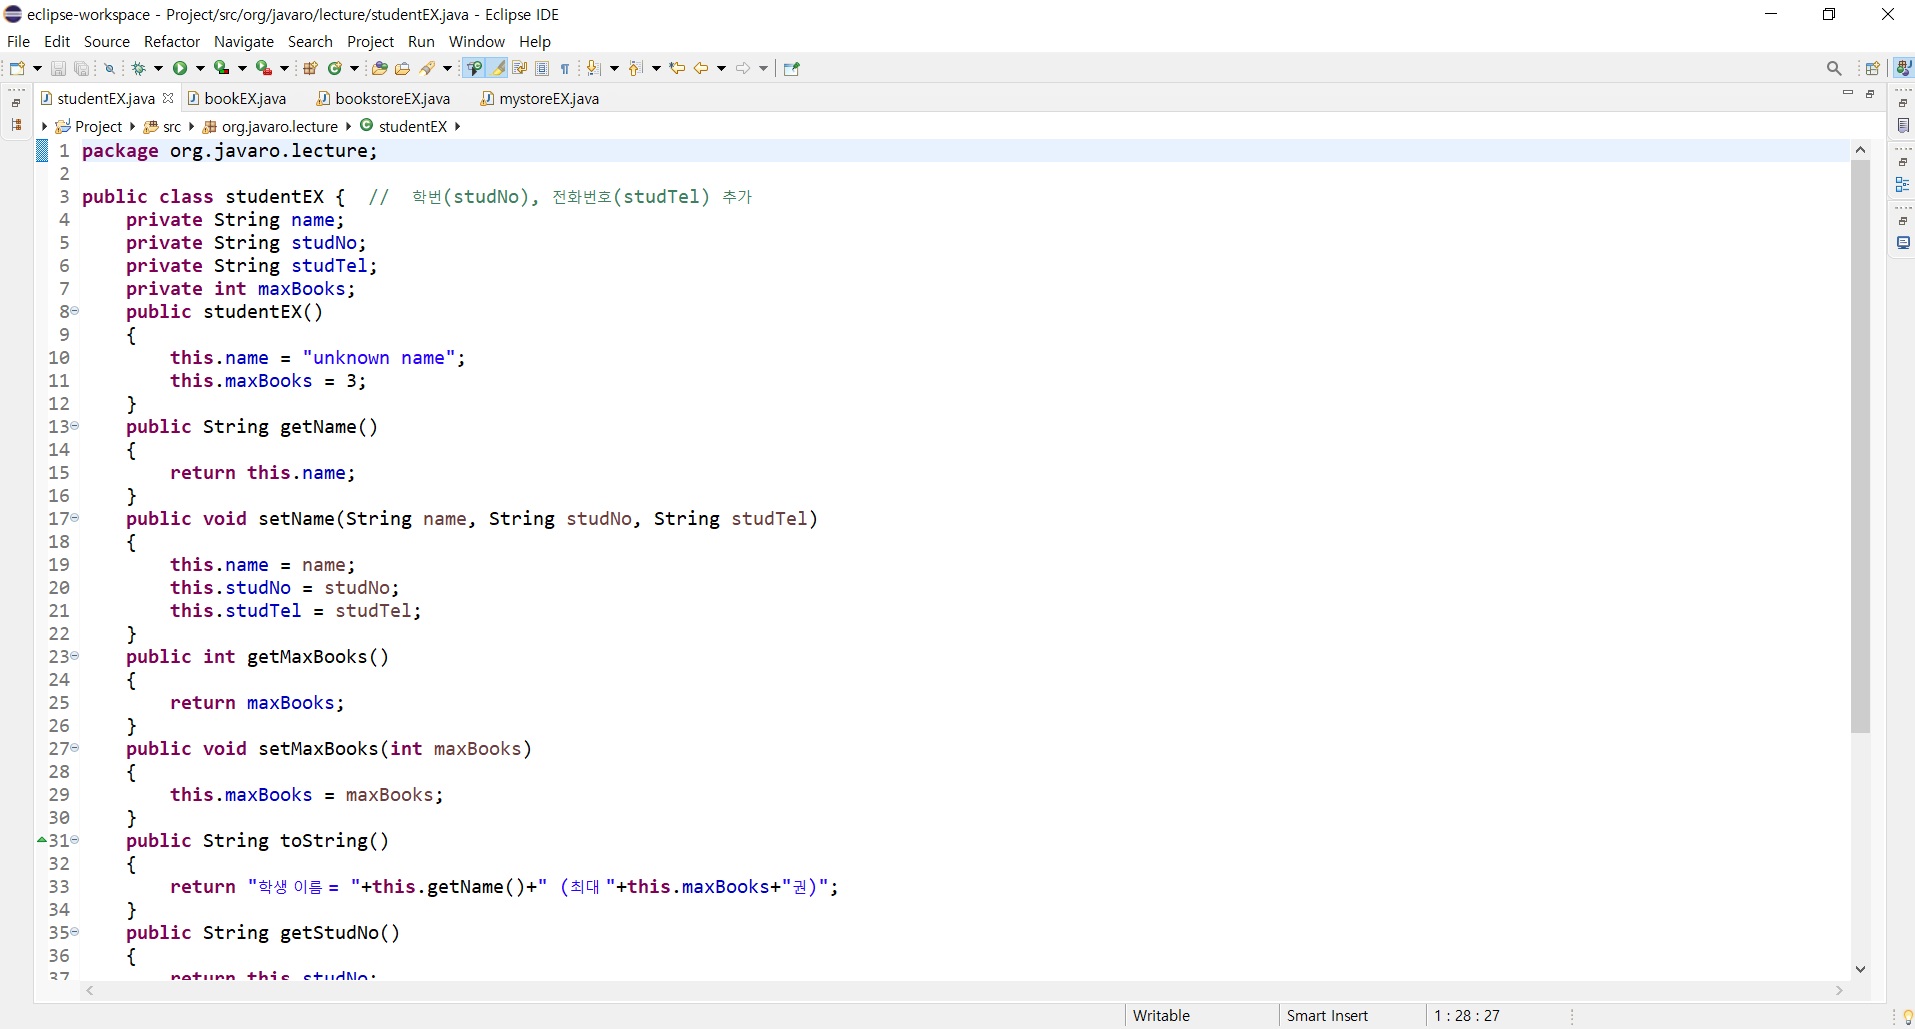 eclipse-workspace - Project/src/org/javaro/lecture/studentEX.java - Eclipse IDE
File Edit Source Refactor Navigate Search Project Run Window Help
studentEX.java bookEX.java bookstoreEX.java mystoreEX.java
Project src org.javaro.lecture studentEX
1 package org.javaro.lecture;
2
3 public class studentEX { // 학번(studNo), 전화번호(studTel) 추가
4 private String name;
5 private String studNo;
6 private String studTel;
7 private int maxBooks;
8 public studentEX()
9 {
10 this.name = "unknown name";
11 this.maxBooks = 3;
12 }
13 public String getName()
14 {
15 return this.name;
16 }
17 public void setName(String name, String studNo, String studTel)
18 {
19 this.name = name;
20 this.studNo = studNo;
21 this.studTel = studTel;
22 }
23 public int getMaxBooks()
24 {
25 return maxBooks;
26 }
27 public void setMaxBooks(int maxBooks)
28 {
29 this.maxBooks = maxBooks;
30 }
31 public String toString()
32 {
33 return "학생 이름 = "+this.getName()+" (최대 "+this.maxBooks+"권)";
34 }
35 public String getStudNo()
36 {
37 return this.studNo;
Writable Smart Insert 1 : 28 : 27